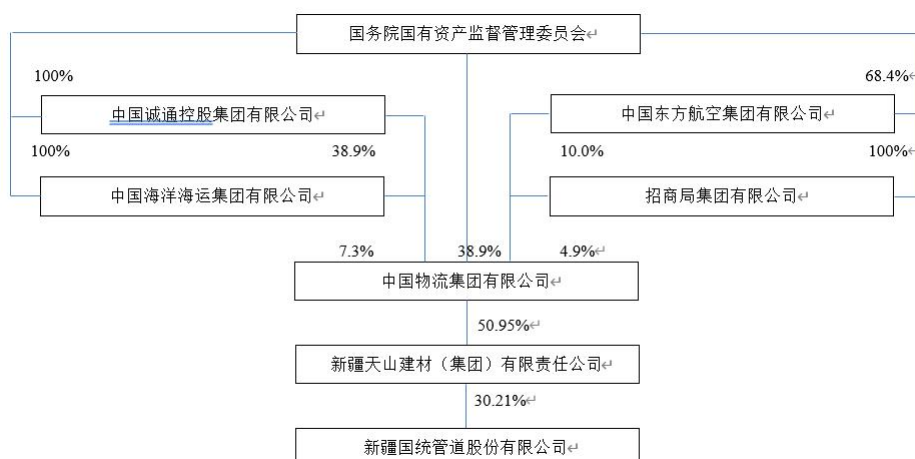 国务院国有资产监督管理委员会↵
100%
68.4%
中国诚通控股集团有限公司↵
中国东方航空集团有限公司↵
100%
38.9%
10.0%
100%↵
中国海洋海运集团有限公司↵
招商局集团有限公司↵
7.3%
38.9%
4.9%↵
中国物流集团有限公司↵
50.95%↵
新疆天山建材（集团）有限责任公司↵
30.21%↵
新疆国统管道股份有限公司↵